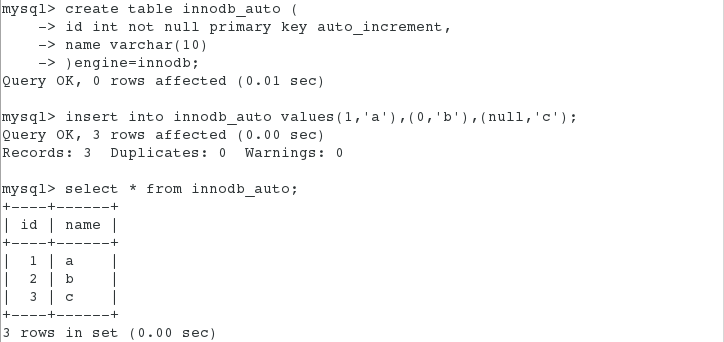 mysql> create table innodb_auto (
    -> id int not null primary key auto_increment,
    -> name varchar(10)
    -> )engine=innodb;
Query OK, 0 rows affected (0.01 sec)

mysql> insert into innodb_auto values(1,'a'),(0,'b'),(null,'c');
Query OK, 3 rows affected (0.00 sec)
Records: 3  Duplicates: 0  Warnings: 0

mysql> select * from innodb_auto;
+----+------+
| id | name |
+----+------+
|  1 | a    |
|  2 | b    |
|  3 | c    |
+----+------+
3 rows in set (0.00 sec)